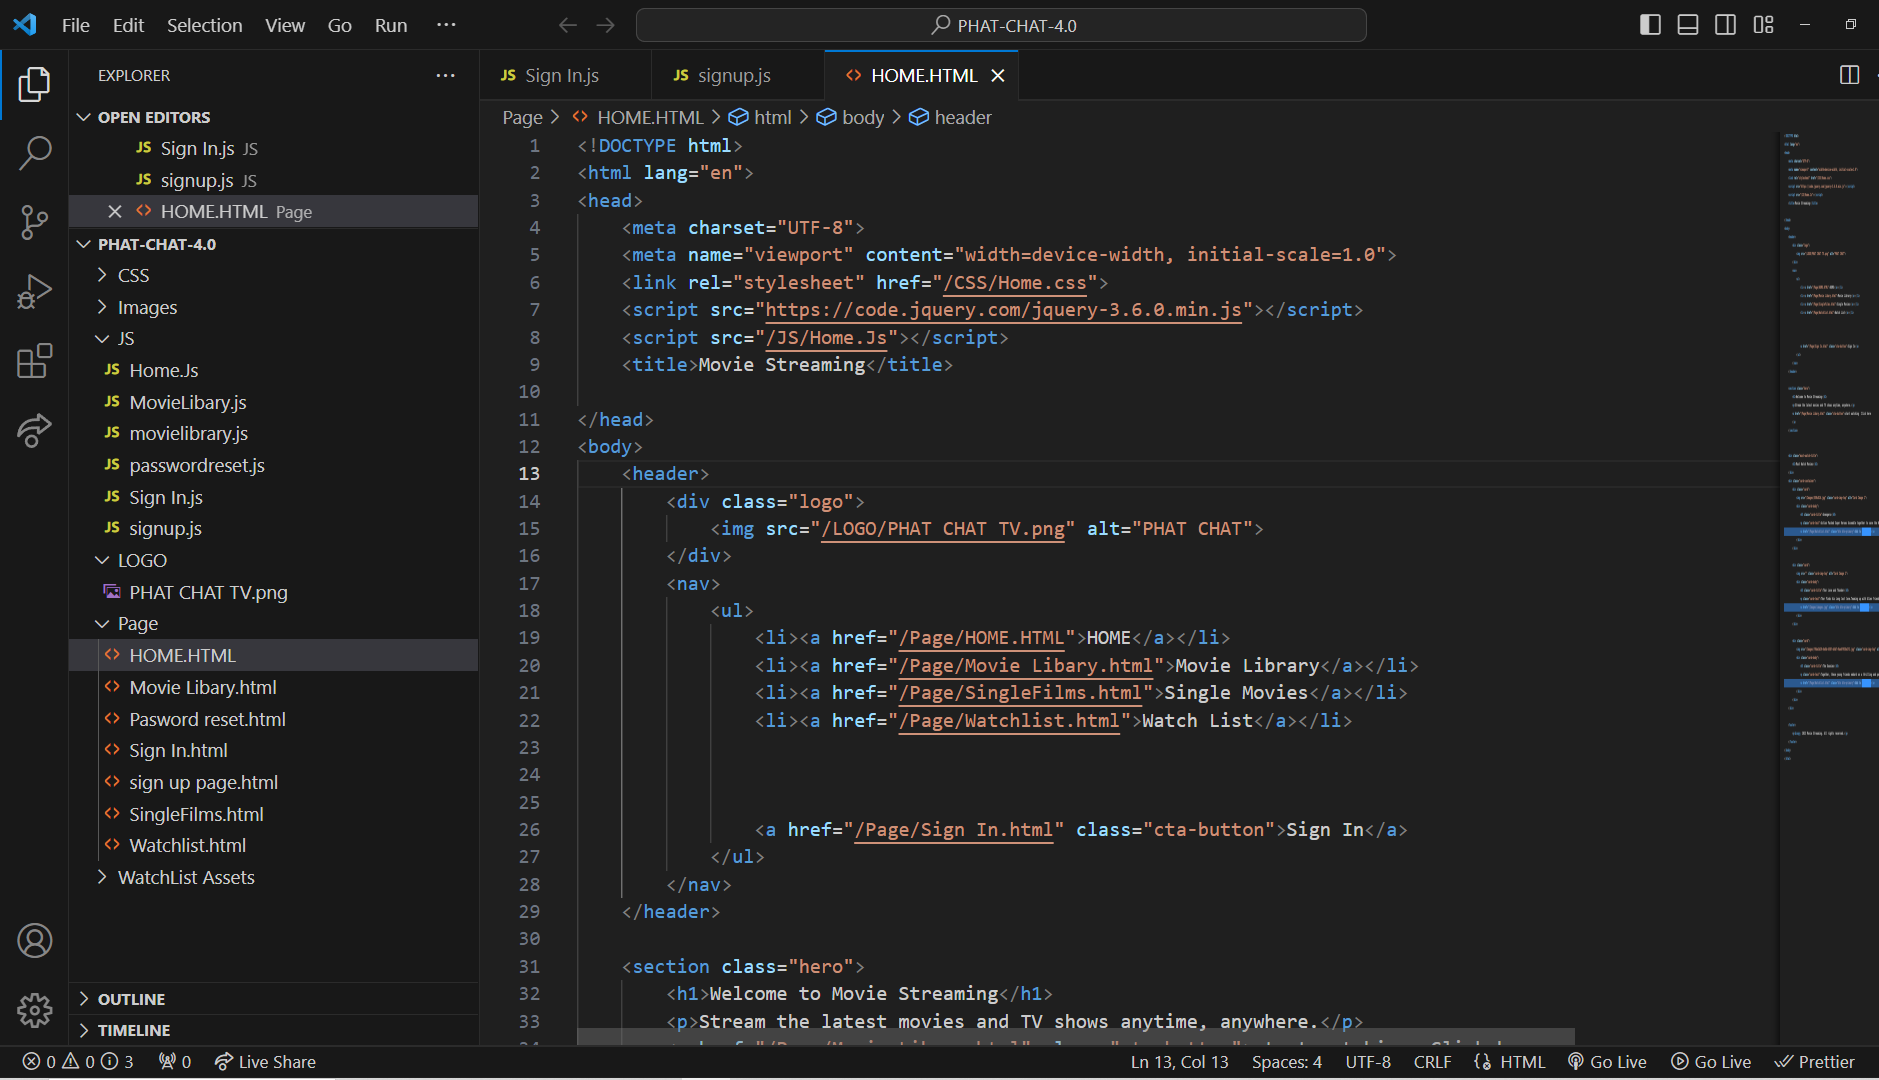 File Edit Selection View Go Run ··· PHAT-CHAT-4.0
EXPLORER ···
Sign In.js signup.js HOME.HTML
OPEN EDITORS
JS Sign In.js JS
JS signup.js JS
HOME.HTML Page
PHAT-CHAT-4.0
CSS
Images
JS
JS Home.Js
JS MovieLibary.js
JS movielibrary.js
JS passwordreset.js
JS Sign In.js
JS signup.js
LOGO
PHAT CHAT TV.png
Page
HOME.HTML
Movie Libary.html
Pasword reset.html
Sign In.html
sign up page.html
SingleFilms.html
Watchlist.html
WatchList Assets
OUTLINE
TIMELINE
Page > HOME.HTML > html > body > header
1 <!DOCTYPE html>
2 <html lang="en">
3 <head>
4 <meta charset="UTF-8">
5 <meta name="viewport" content="width=device-width, initial-scale=1.0">
6 <link rel="stylesheet" href="/CSS/Home.css">
7 <script src="https://code.jquery.com/jquery-3.6.0.min.js"></script>
8 <script src="/JS/Home.Js"></script>
9 <title>Movie Streaming</title>
10
11 </head>
12 <body>
13 <header>
14 <div class="logo">
15 <img src="/LOGO/PHAT CHAT TV.png" alt="PHAT CHAT">
16 </div>
17 <nav>
18 <ul>
19 <li><a href="/Page/HOME.HTML">HOME</a></li>
20 <li><a href="/Page/Movie Libary.html">Movie Library</a></li>
21 <li><a href="/Page/SingleFilms.html">Single Movies</a></li>
22 <li><a href="/Page/Watchlist.html">Watch List</a></li>
23
24
25
26 <a href="/Page/Sign In.html" class="cta-button">Sign In</a>
27 </ul>
28 </nav>
29 </header>
30
31 <section class="hero">
32 <h1>Welcome to Movie Streaming</h1>
33 <p>Stream the latest movies and TV shows anytime, anywhere.</p>
0 0 3 0 Live Share Ln 13, Col 13 Spaces: 4 UTF-8 CRLF HTML Go Live Go Live Prettier